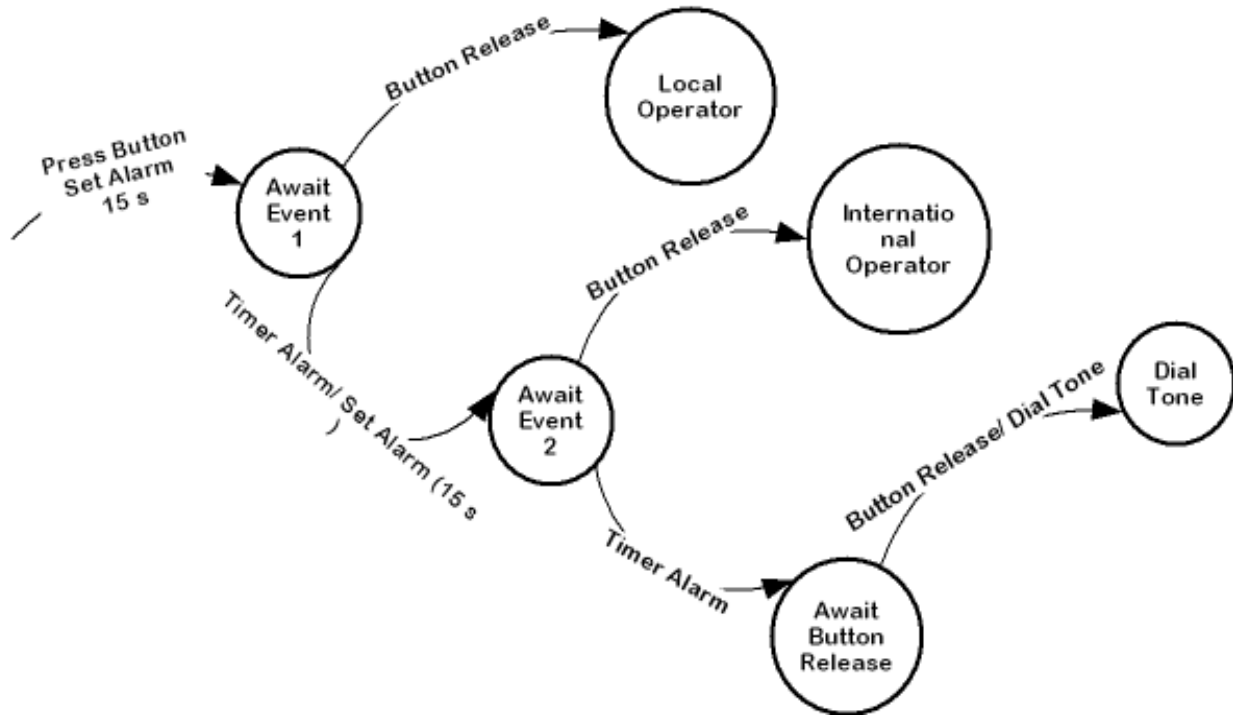 Button Release
Local
Operator
Press Button
Set Alarm
15 s
Await
Event
1
Button Release
Internatio
nal
Operator
Timer Alarm/ Set Alarm (15 s
)
Await
Event
2
Button Release/ Dial Tone
Dial
Tone
Timer Alarm
Await
Button
Release